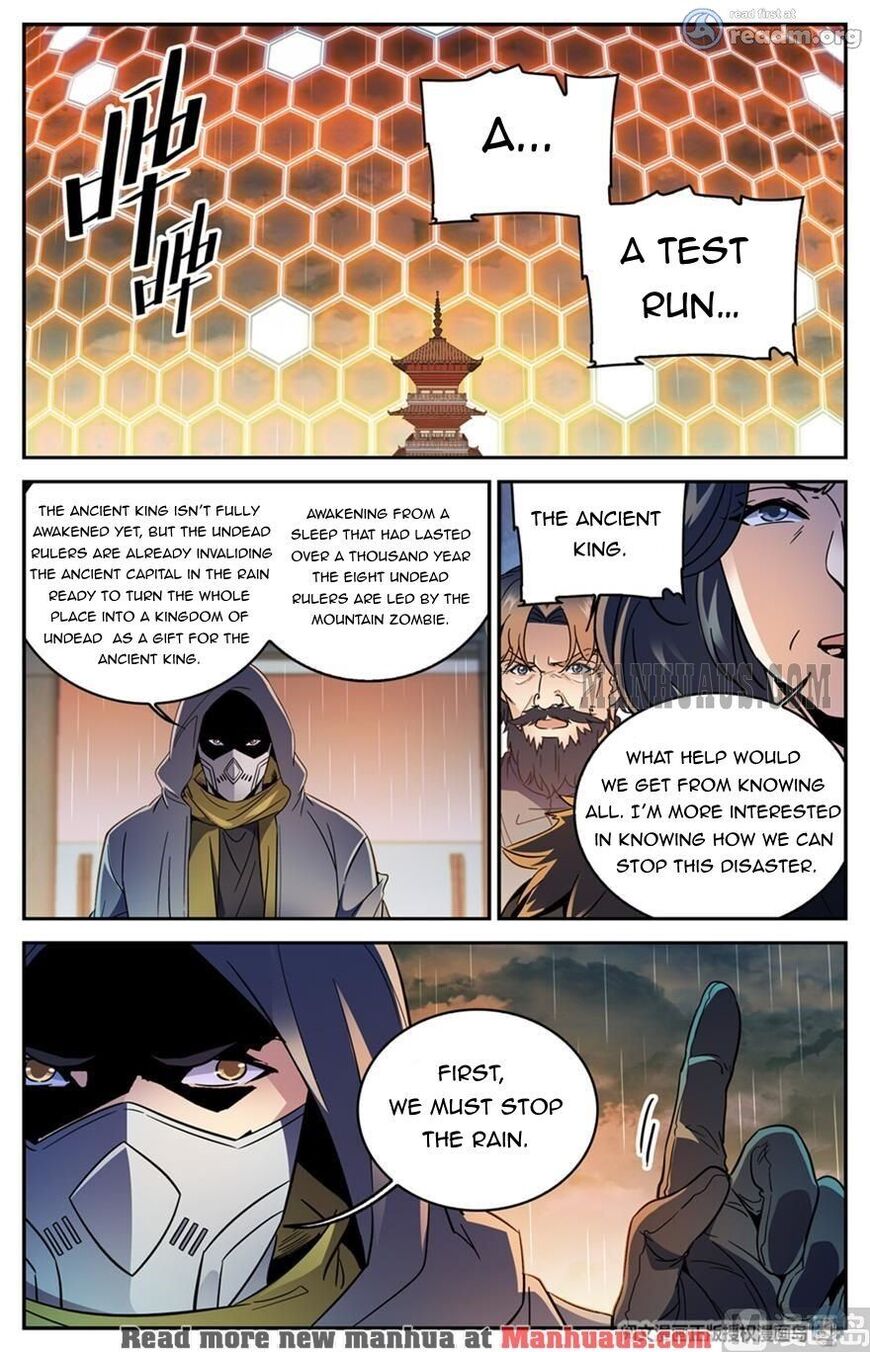 read first at
readm.org
呼
呼
A...
A TEST
RUN...
THE ANCIENT KING ISN'T FULLY
AWAKENED YET, BUT THE UNDEAD
RULERS ARE ALREADY INVALIDING
THE ANCIENT CAPITAL IN THE RAIN
READY TO TURN THE WHOLE
PLACE INTO A KINGDOM OF
UNDEAD AS A GIFT FOR THE
ANCIENT KING.
AWAKENING FROM A
SLEEP THAT HAD LASTED
OVER A THOUSAND YEAR
THE EIGHT UNDEAD
RULERS ARE LED BY THE
MOUNTAIN ZOMBIE.
THE ANCIENT
KING.
MANHUAUS.COM
WHAT HELP WOULD
WE GET FROM KNOWING
ALL. I'M MORE INTERESTED
IN KNOWING HOW WE CAN
STOP THIS DISASTER.
FIRST,
WE MUST STOP
THE RAIN.
Read more new manhua at Manhuaus.com
漫画岛